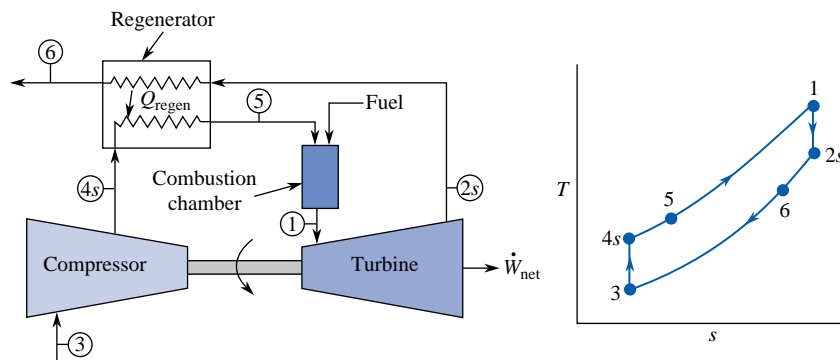 Regenerator
6
Q regen
5
Fuel
4s
Combustion
chamber
2s
1
Compressor
Turbine
Ẇnet
3
T
1
2s
5
6
4s
3
s